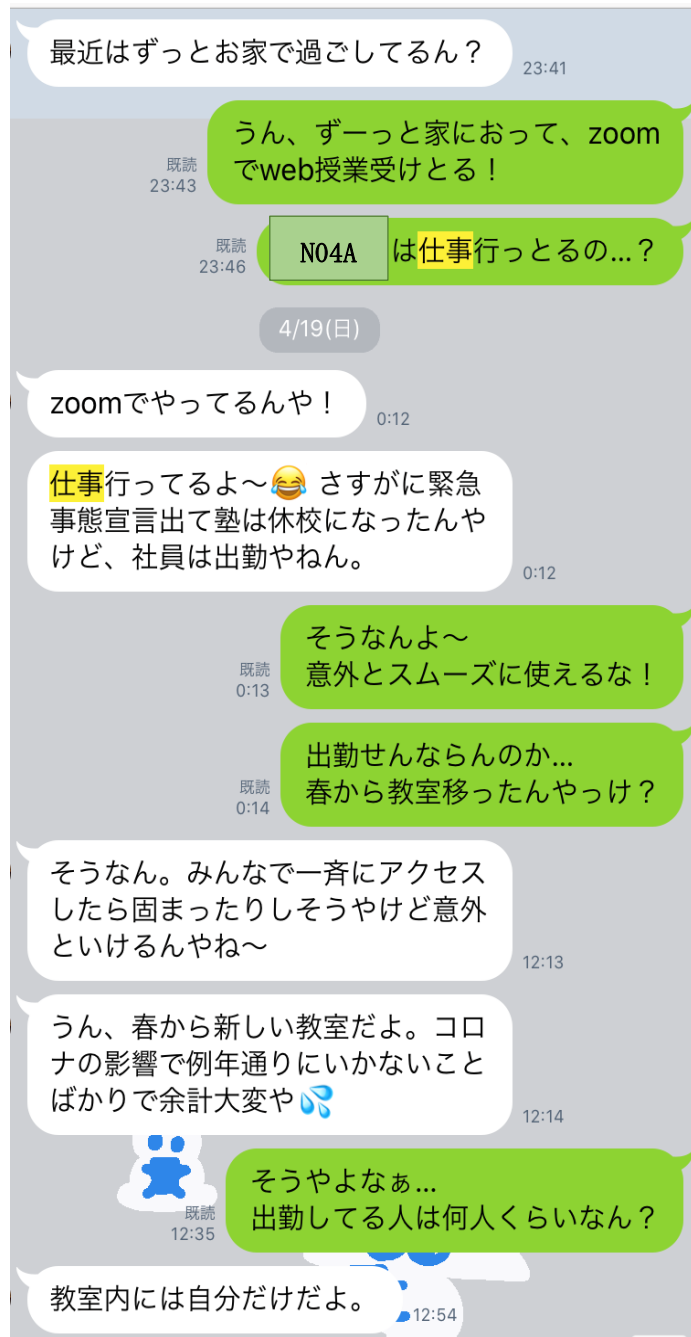 最近はずっとお家で過ごしてるん？
23:41
うん、ずーっと家におって、zoom
でweb授業受けとる！
既読
23:43
N04Aは仕事行っとるの…？
既読
23:46
4/19(日)
zoomでやってるんや！
0:12
仕事行ってるよ〜😂 さすがに緊急
事態宣言出て塾は休校になったんや
けど、社員は出勤やねん。
0:12
そうなんよ〜
意外とスムーズに使えるな！
既読
0:13
出勤せんならんのか…
春から教室移ったんやっけ？
既読
0:14
そうなん。みんなで一斉にアクセス
したら固まったりしそうやけど意外
といけるんやね〜
12:13
うん、春から新しい教室だよ。コロ
ナの影響で例年通りにいかないこと
ばかりで余計大変や💦
12:14
そうやよなぁ…
出勤してる人は何人くらいなん？
既読
12:35
教室内には自分だけだよ。
12:54